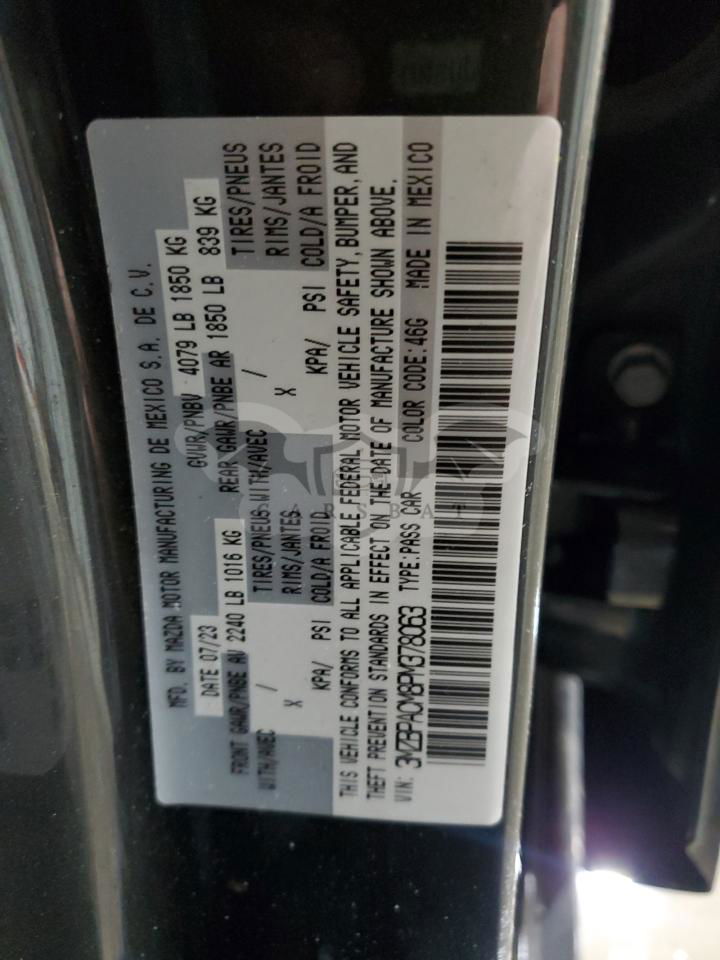 MFD. BY MAZDA MOTOR MANUFACTURING DE MEXICO S.A. DE C.V.
DATE 07/23 GVWR/PNBV 4079 LB 1850 KG
FRONT GAWR/PNBE AV 2240 LB 1016 KG REAR GAWR/PNBE AR 1850 LB 839 KG
WITH/AVEC / TIRES/PNEUS WITH/AVEC / TIRES/PNEUS
X RIMS/JANTES X RIMS/JANTES
KPA/ PSI COLD/A FROID KPA/ PSI COLD/A FROID
THIS VEHICLE CONFORMS TO ALL APPLICABLE FEDERAL MOTOR VEHICLE SAFETY, BUMPER, AND
THEFT PREVENTION STANDARDS IN EFFECT ON THE DATE OF MANUFACTURE SHOWN ABOVE.
VIN: 3MZBPACM8PM378063 TYPE:PASS CAR COLOR CODE:46G MADE IN MEXICO